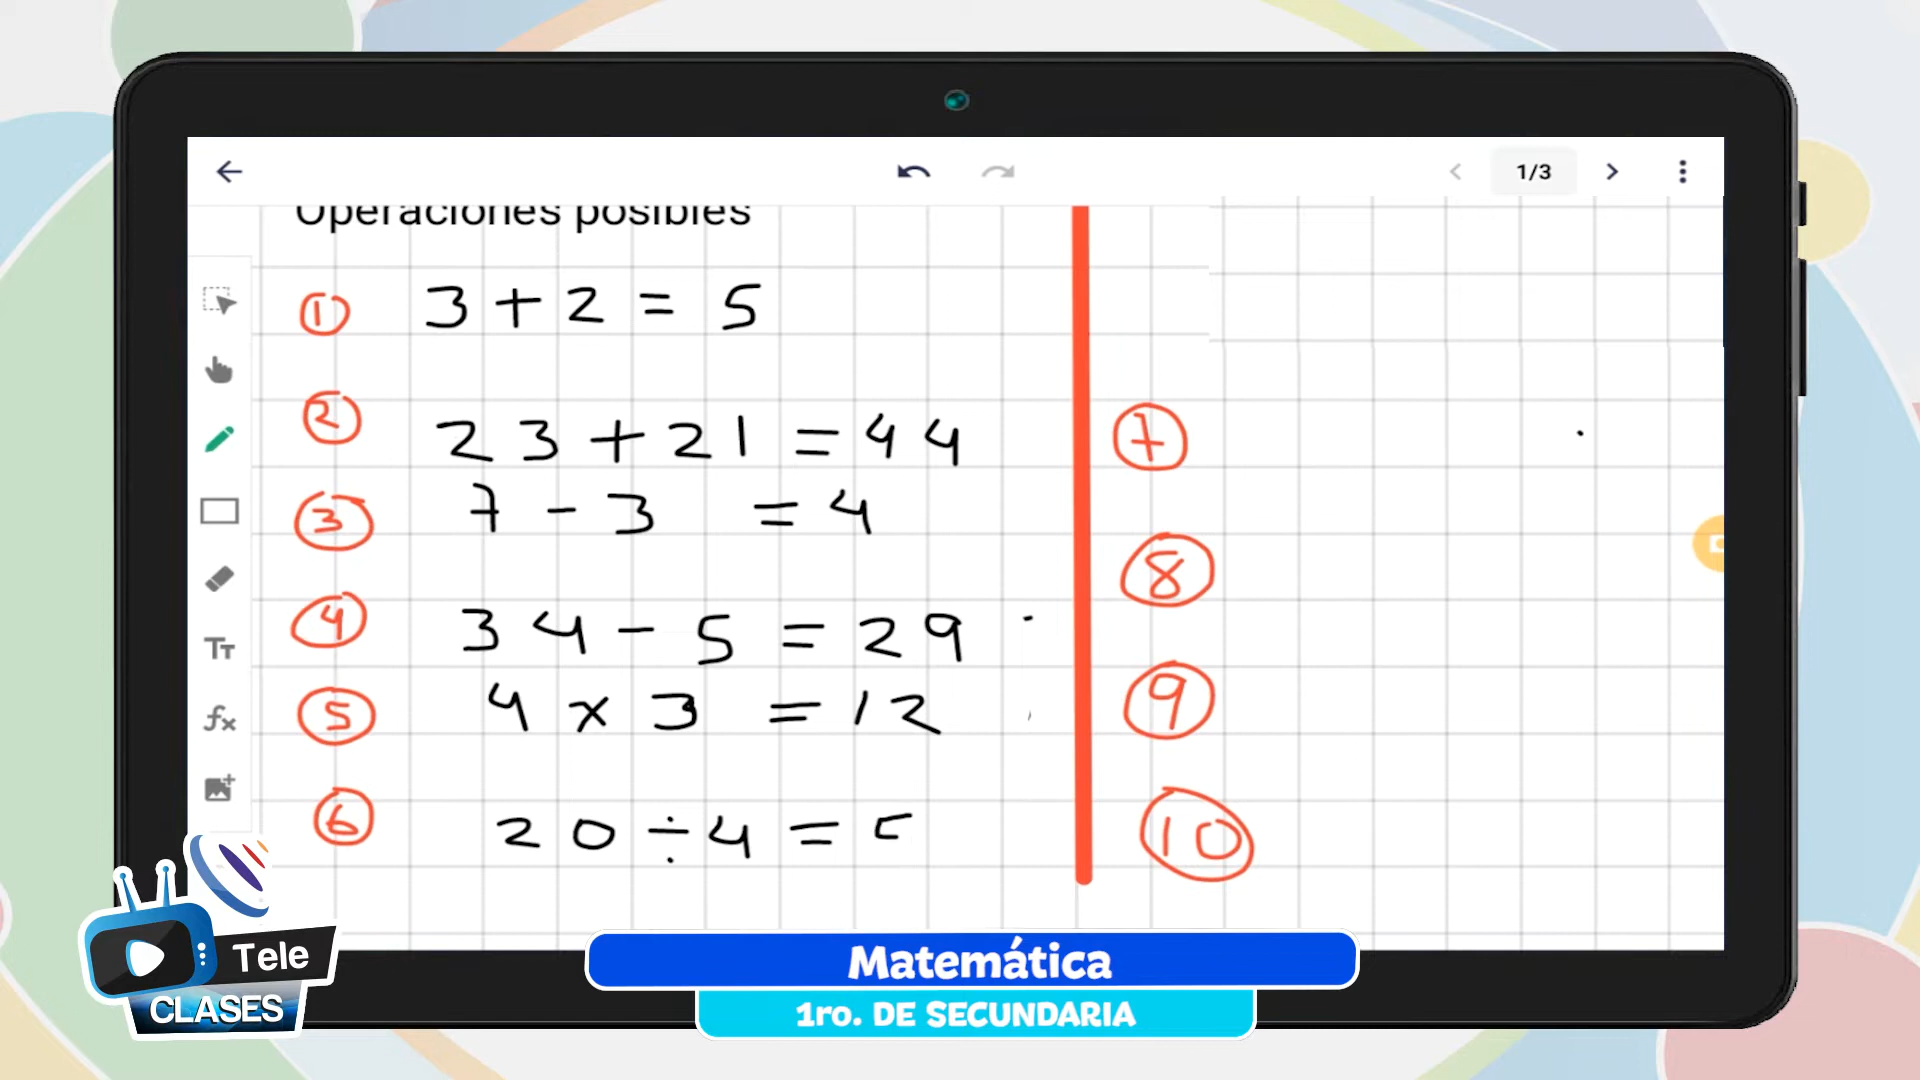 1/3
Operaciones posibles
① 3 + 2 = 5
② 23 + 21 = 44
③ 7 - 3 = 4
④ 34 - 5 = 29
⑤ 4 x 3 = 12
⑥ 20 ÷ 4 = 5
⑦
⑧
⑨
⑩
Tт
fx
Tele
CLASES
Matemática
1ro. DE SECUNDARIA